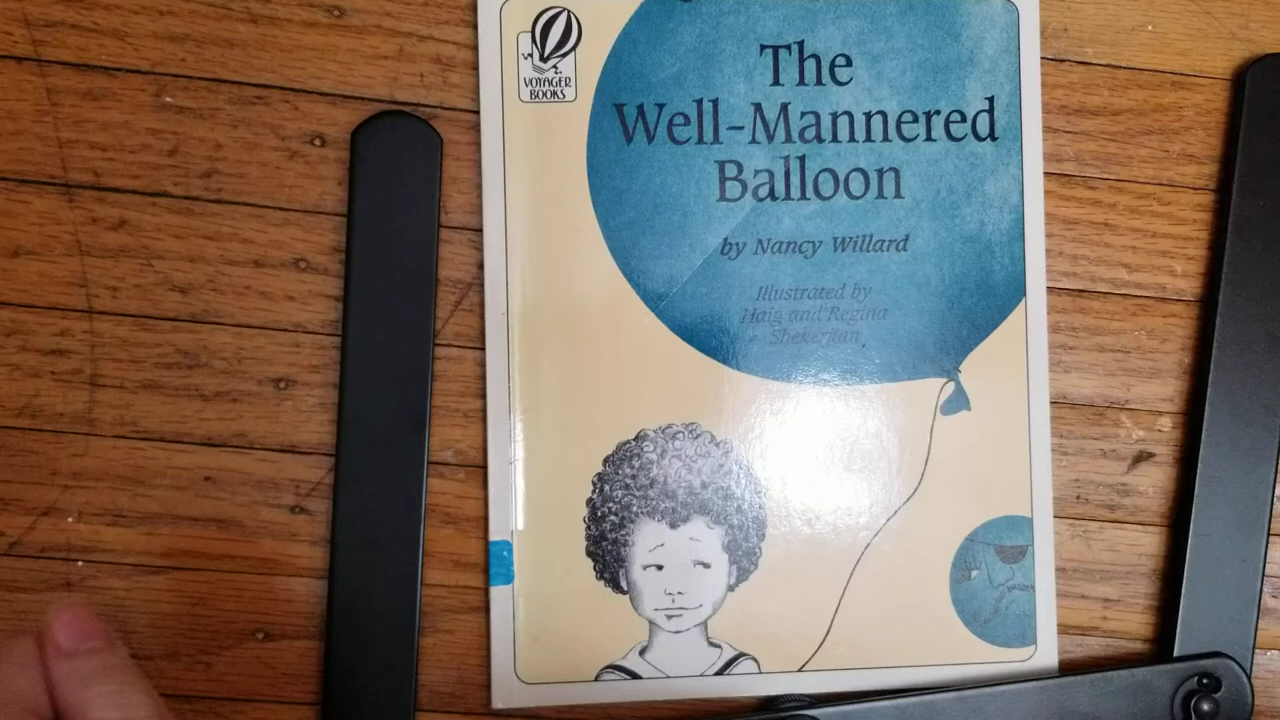 VOYAGER
BOOKS
The
Well-Mannered
Balloon
by Nancy Willard
Illustrated by
Haig and Regina
Shekerjian